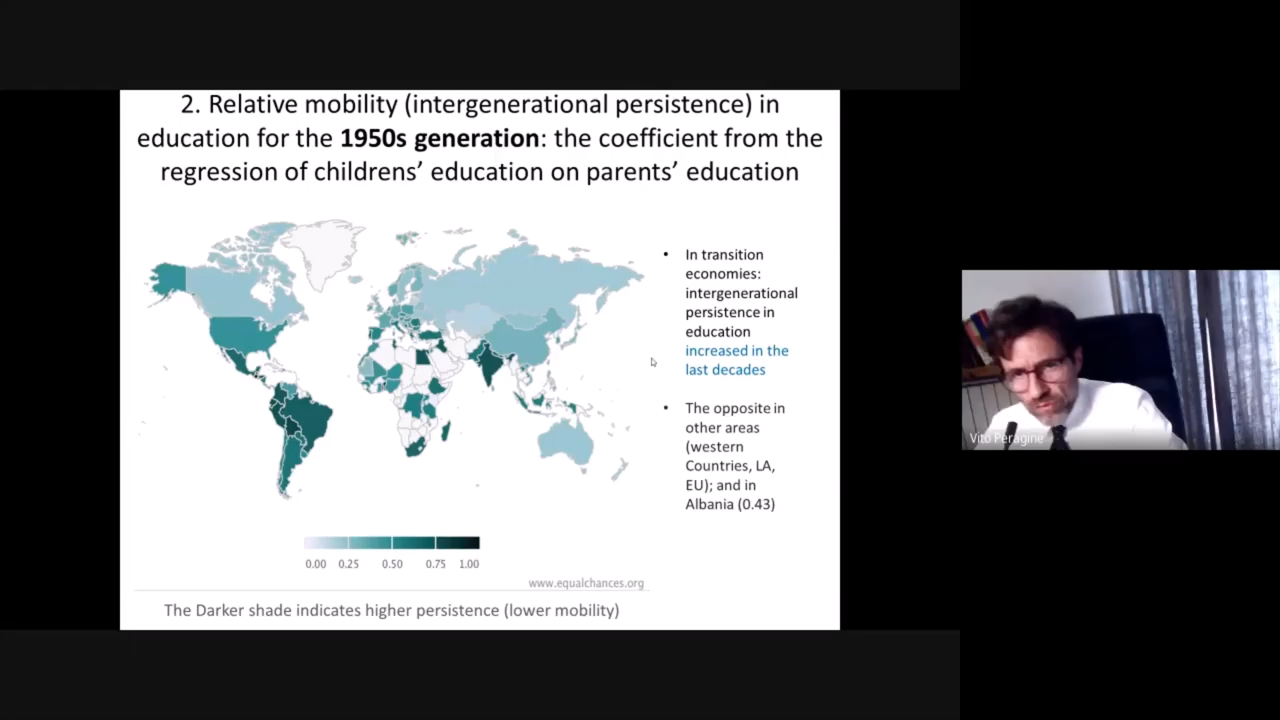 2. Relative mobility (intergenerational persistence) in
education for the 1950s generation: the coefficient from the
regression of childrens’ education on parents’ education
• In transition
economies:
intergenerational
persistence in
education
increased in the
last decades
• The opposite in
other areas
(western
Countries, LA,
EU); and in
Albania (0.43)
0.00 0.25 0.50 0.75 1.00
www.equalchances.org
The Darker shade indicates higher persistence (lower mobility)
Vito Peragine